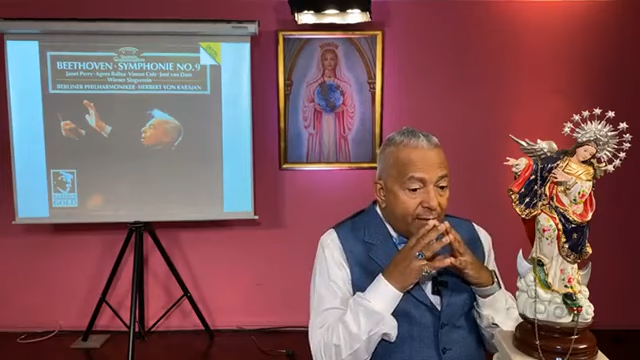 BEETHOVEN · SYMPHONIE NO.9
Janet Perry · Agnes Baltsa · Vinson Cole · José van Dam
Wiener Singverein
BERLINER PHILHARMONIKER · HERBERT VON KARAJAN